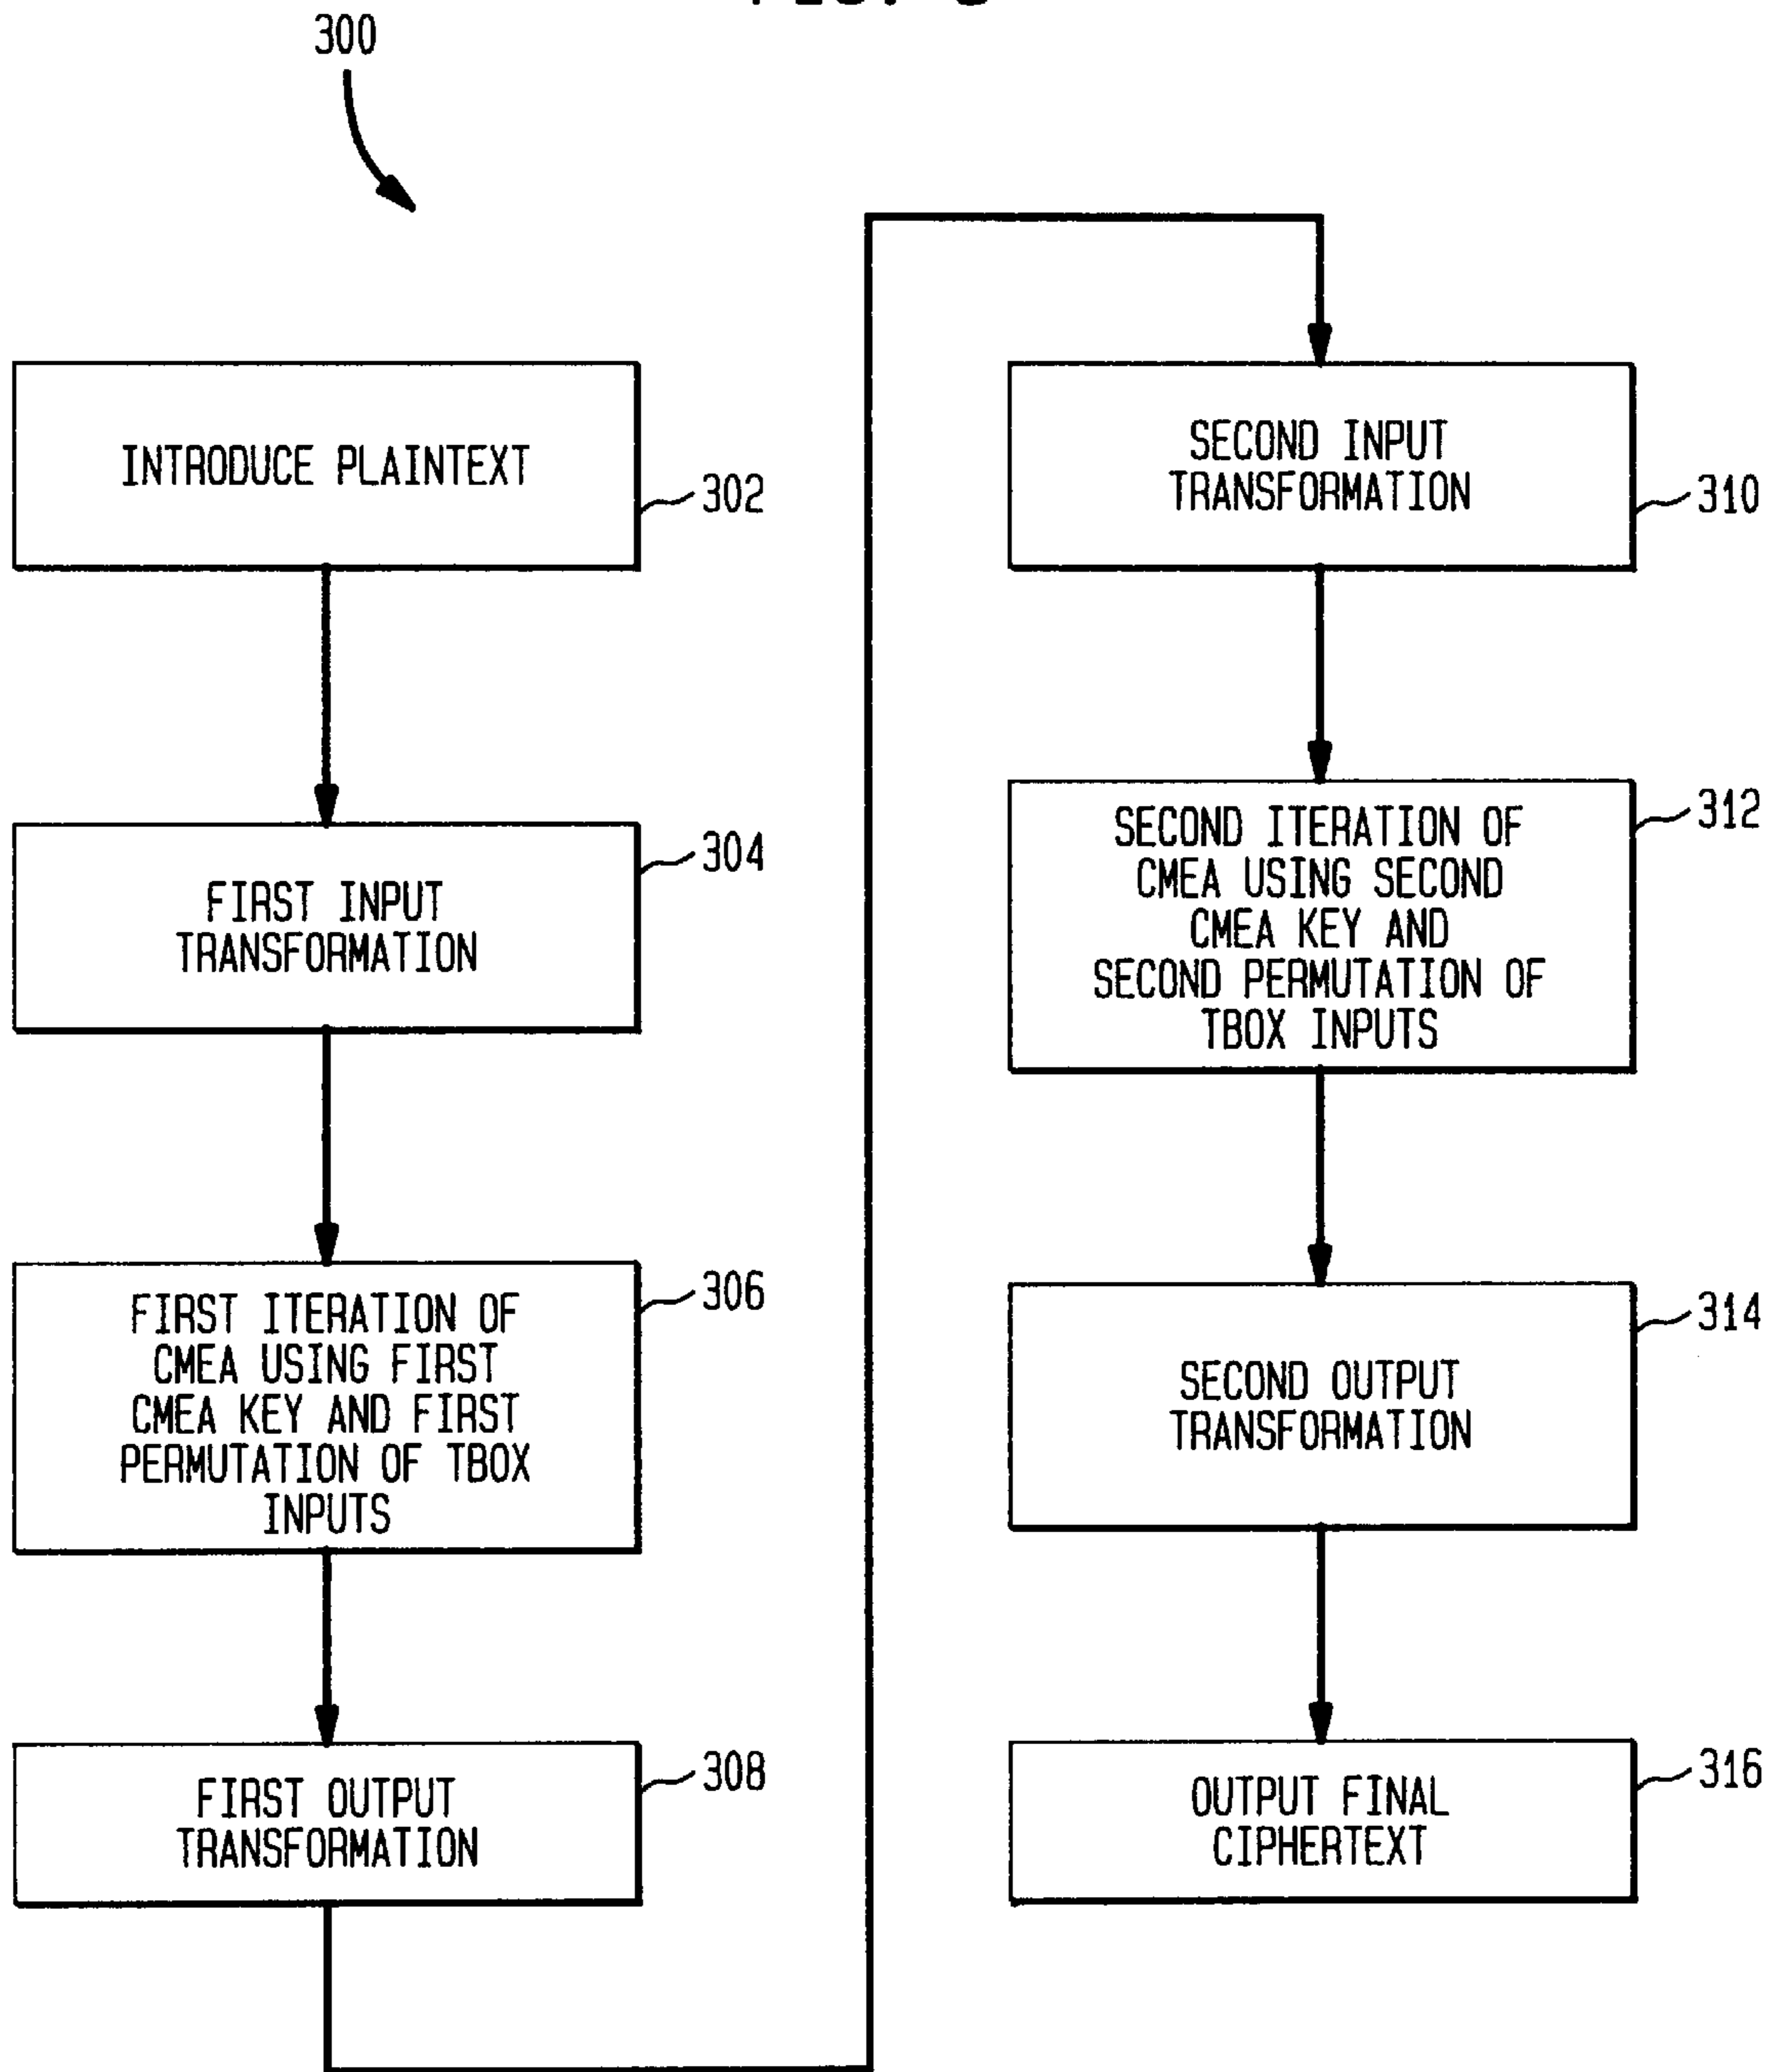 300
INTRODUCE PLAINTEXT
302
FIRST INPUT
TRANSFORMATION
304
FIRST ITERATION OF
CMEA USING FIRST
CMEA KEY AND FIRST
PERMUTATION OF TBOX
INPUTS
306
FIRST OUTPUT
TRANSFORMATION
308
SECOND INPUT
TRANSFORMATION
310
SECOND ITERATION OF
CMEA USING SECOND
CMEA KEY AND
SECOND PERMUTATION OF
TBOX INPUTS
312
SECOND OUTPUT
TRANSFORMATION
314
OUTPUT FINAL
CIPHERTEXT
316